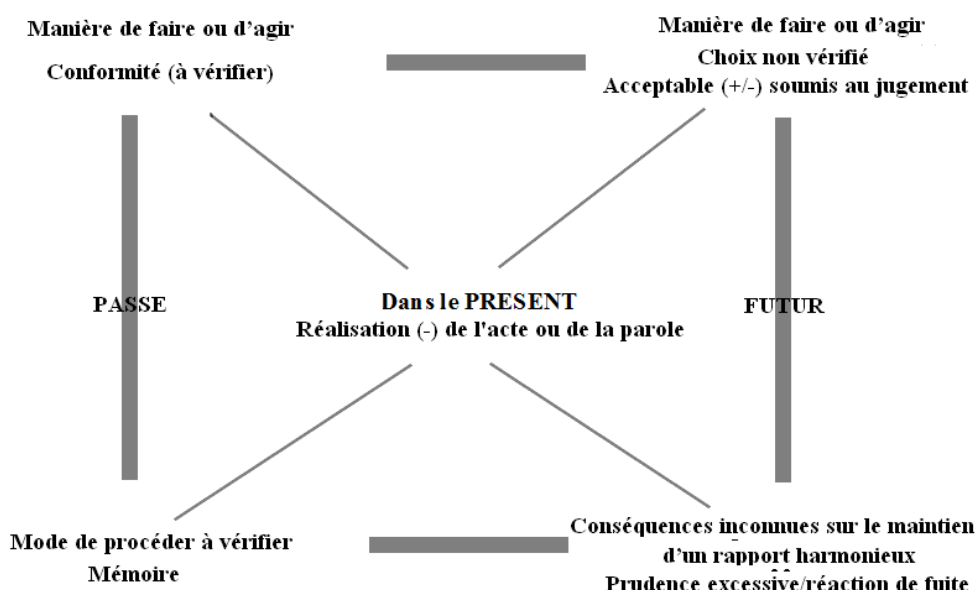 Manière de faire ou d’agir
Conformité (à vérifier)
Manière de faire ou d’agir
Choix non vérifié
Acceptable (+/-) soumis au jugement
PASSE
Dans le PRESENT
Réalisation (-) de l'acte ou de la parole
FUTUR
Mode de procéder à vérifier
Mémoire
Conséquences inconnues sur le maintien
d’un rapport harmonieux
Prudence excessive/réaction de fuite